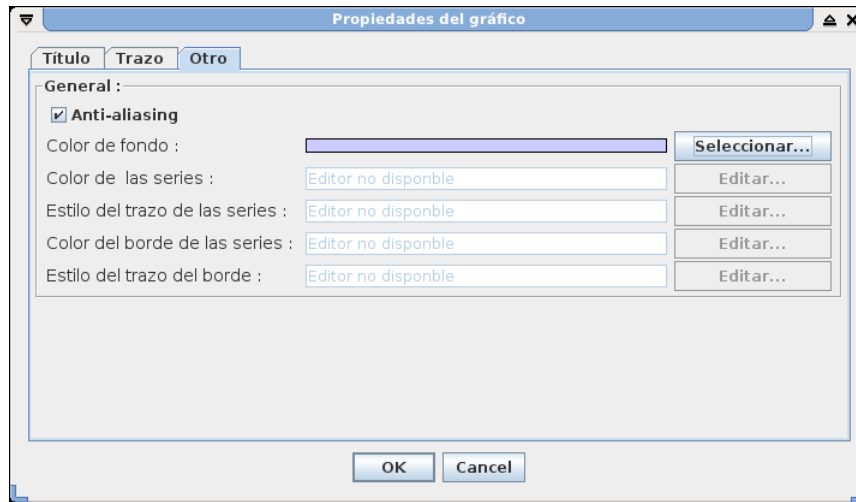 Propiedades del gráfico
Título Trazo Otro
General :
Anti-aliasing
Color de fondo : Seleccionar...
Color de  las series : Editor no disponble Editar...
Estilo del trazo de las series : Editor no disponble Editar...
Color del borde de las series : Editor no disponble Editar...
Estilo del trazo del borde : Editor no disponble Editar...
OK Cancel